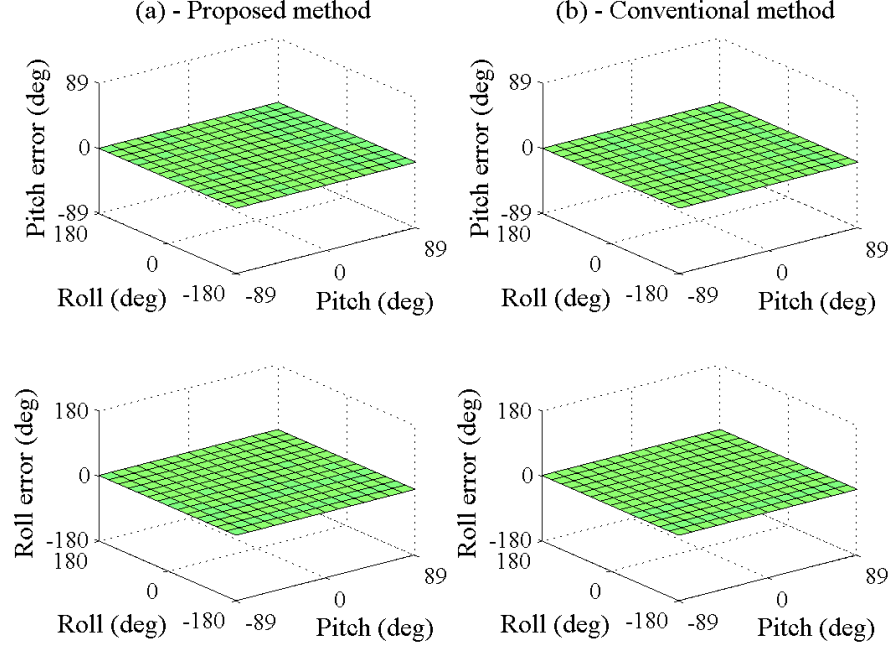 (a) - Proposed method
(b) - Conventional method
Pitch error (deg)
89
0
-89
180
0
-180
Roll (deg)
-89
0
89
Pitch (deg)
Pitch error (deg)
89
0
-89
180
0
-180
Roll (deg)
-89
0
89
Pitch (deg)
Roll error (deg)
180
0
-180
180
0
-180
Roll (deg)
-89
0
89
Pitch (deg)
Roll error (deg)
180
0
-180
180
0
-180
Roll (deg)
-89
0
89
Pitch (deg)